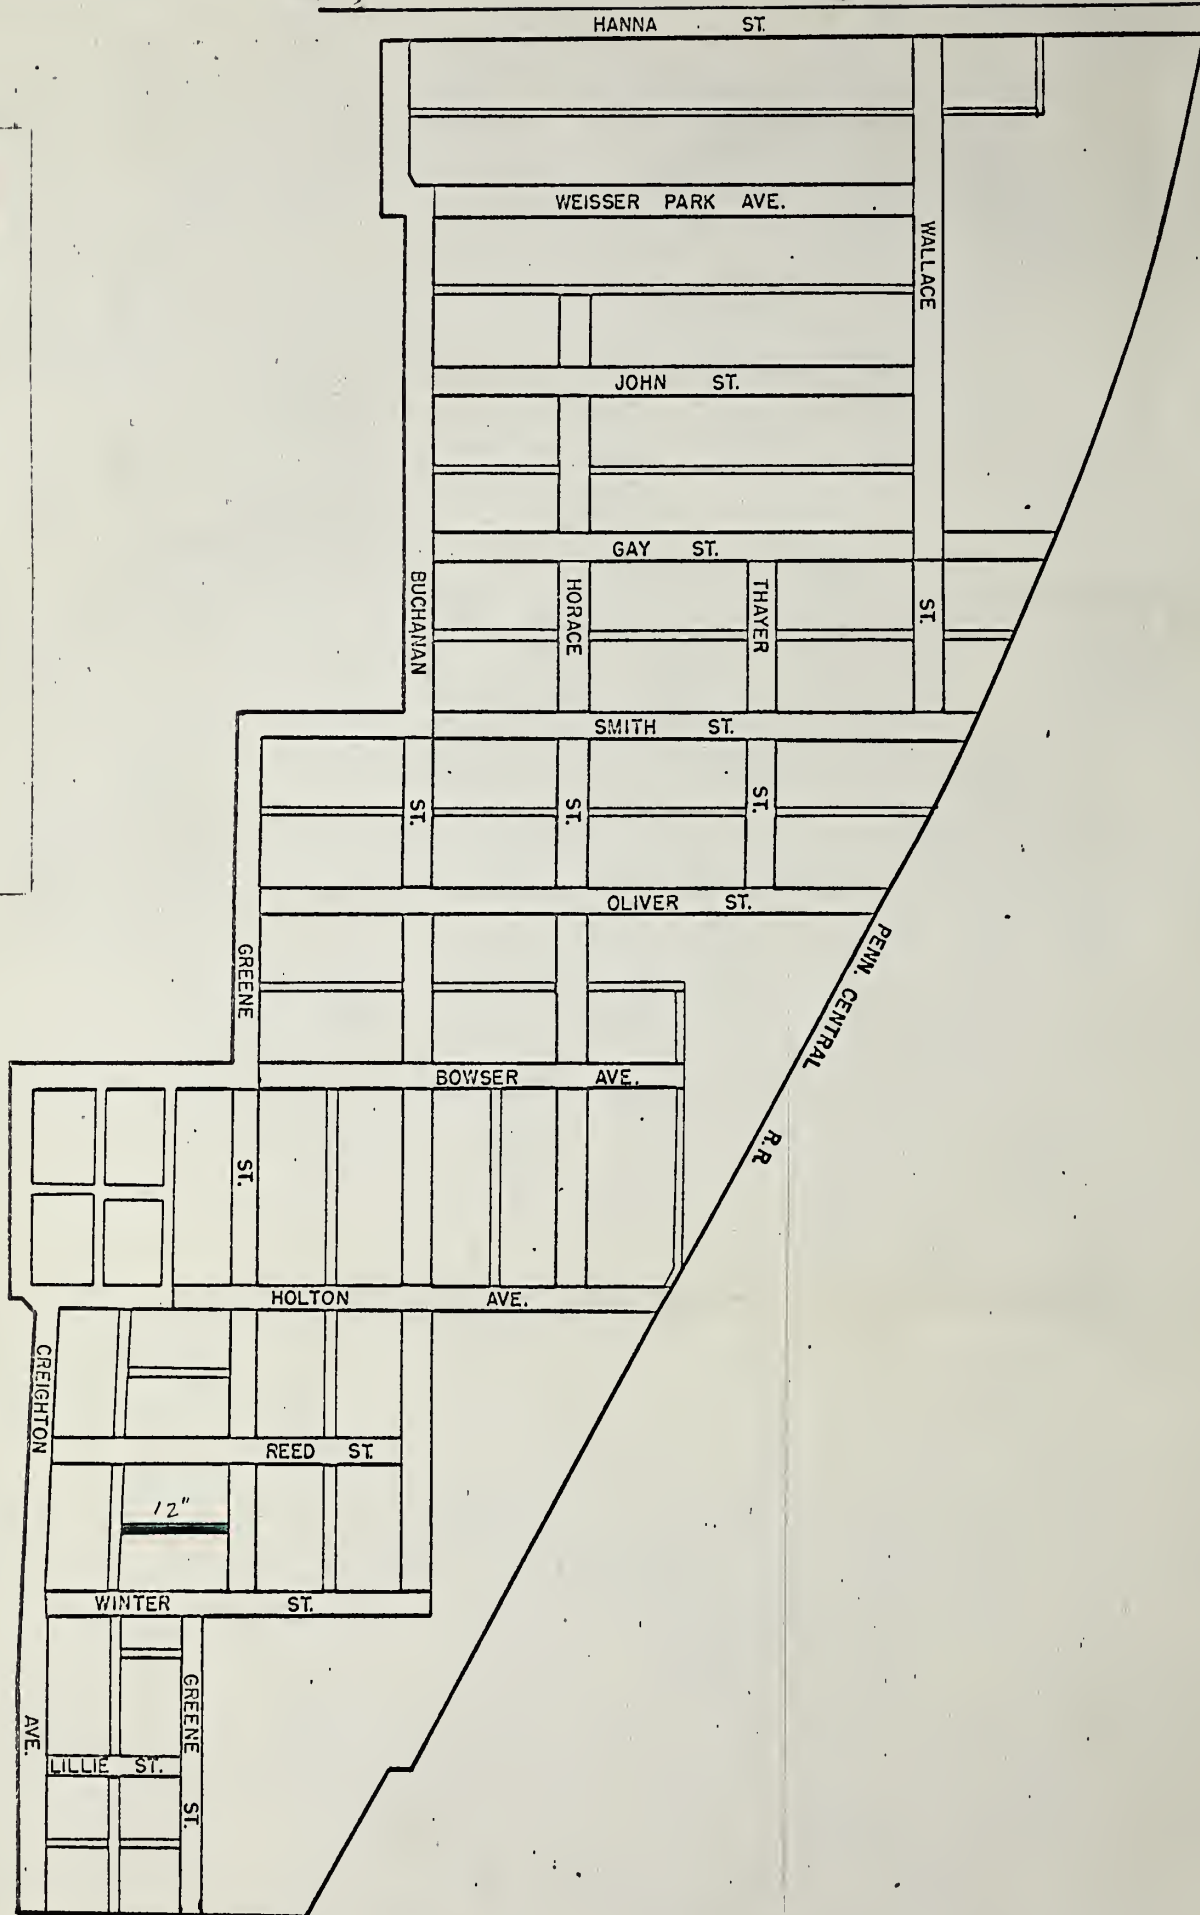 HANNA ST.
WEISSER PARK AVE.
WALLACE ST.
JOHN ST.
GAY ST.
BUCHANAN ST.
HORACE ST.
THAYER ST.
SMITH ST.
OLIVER ST.
GREENE ST.
PENN. CENTRAL R.R.
BOWSER AVE.
HOLTON AVE.
CREIGHTON AVE.
REED ST.
12"
WINTER ST.
GREENE ST.
LILLIE ST.